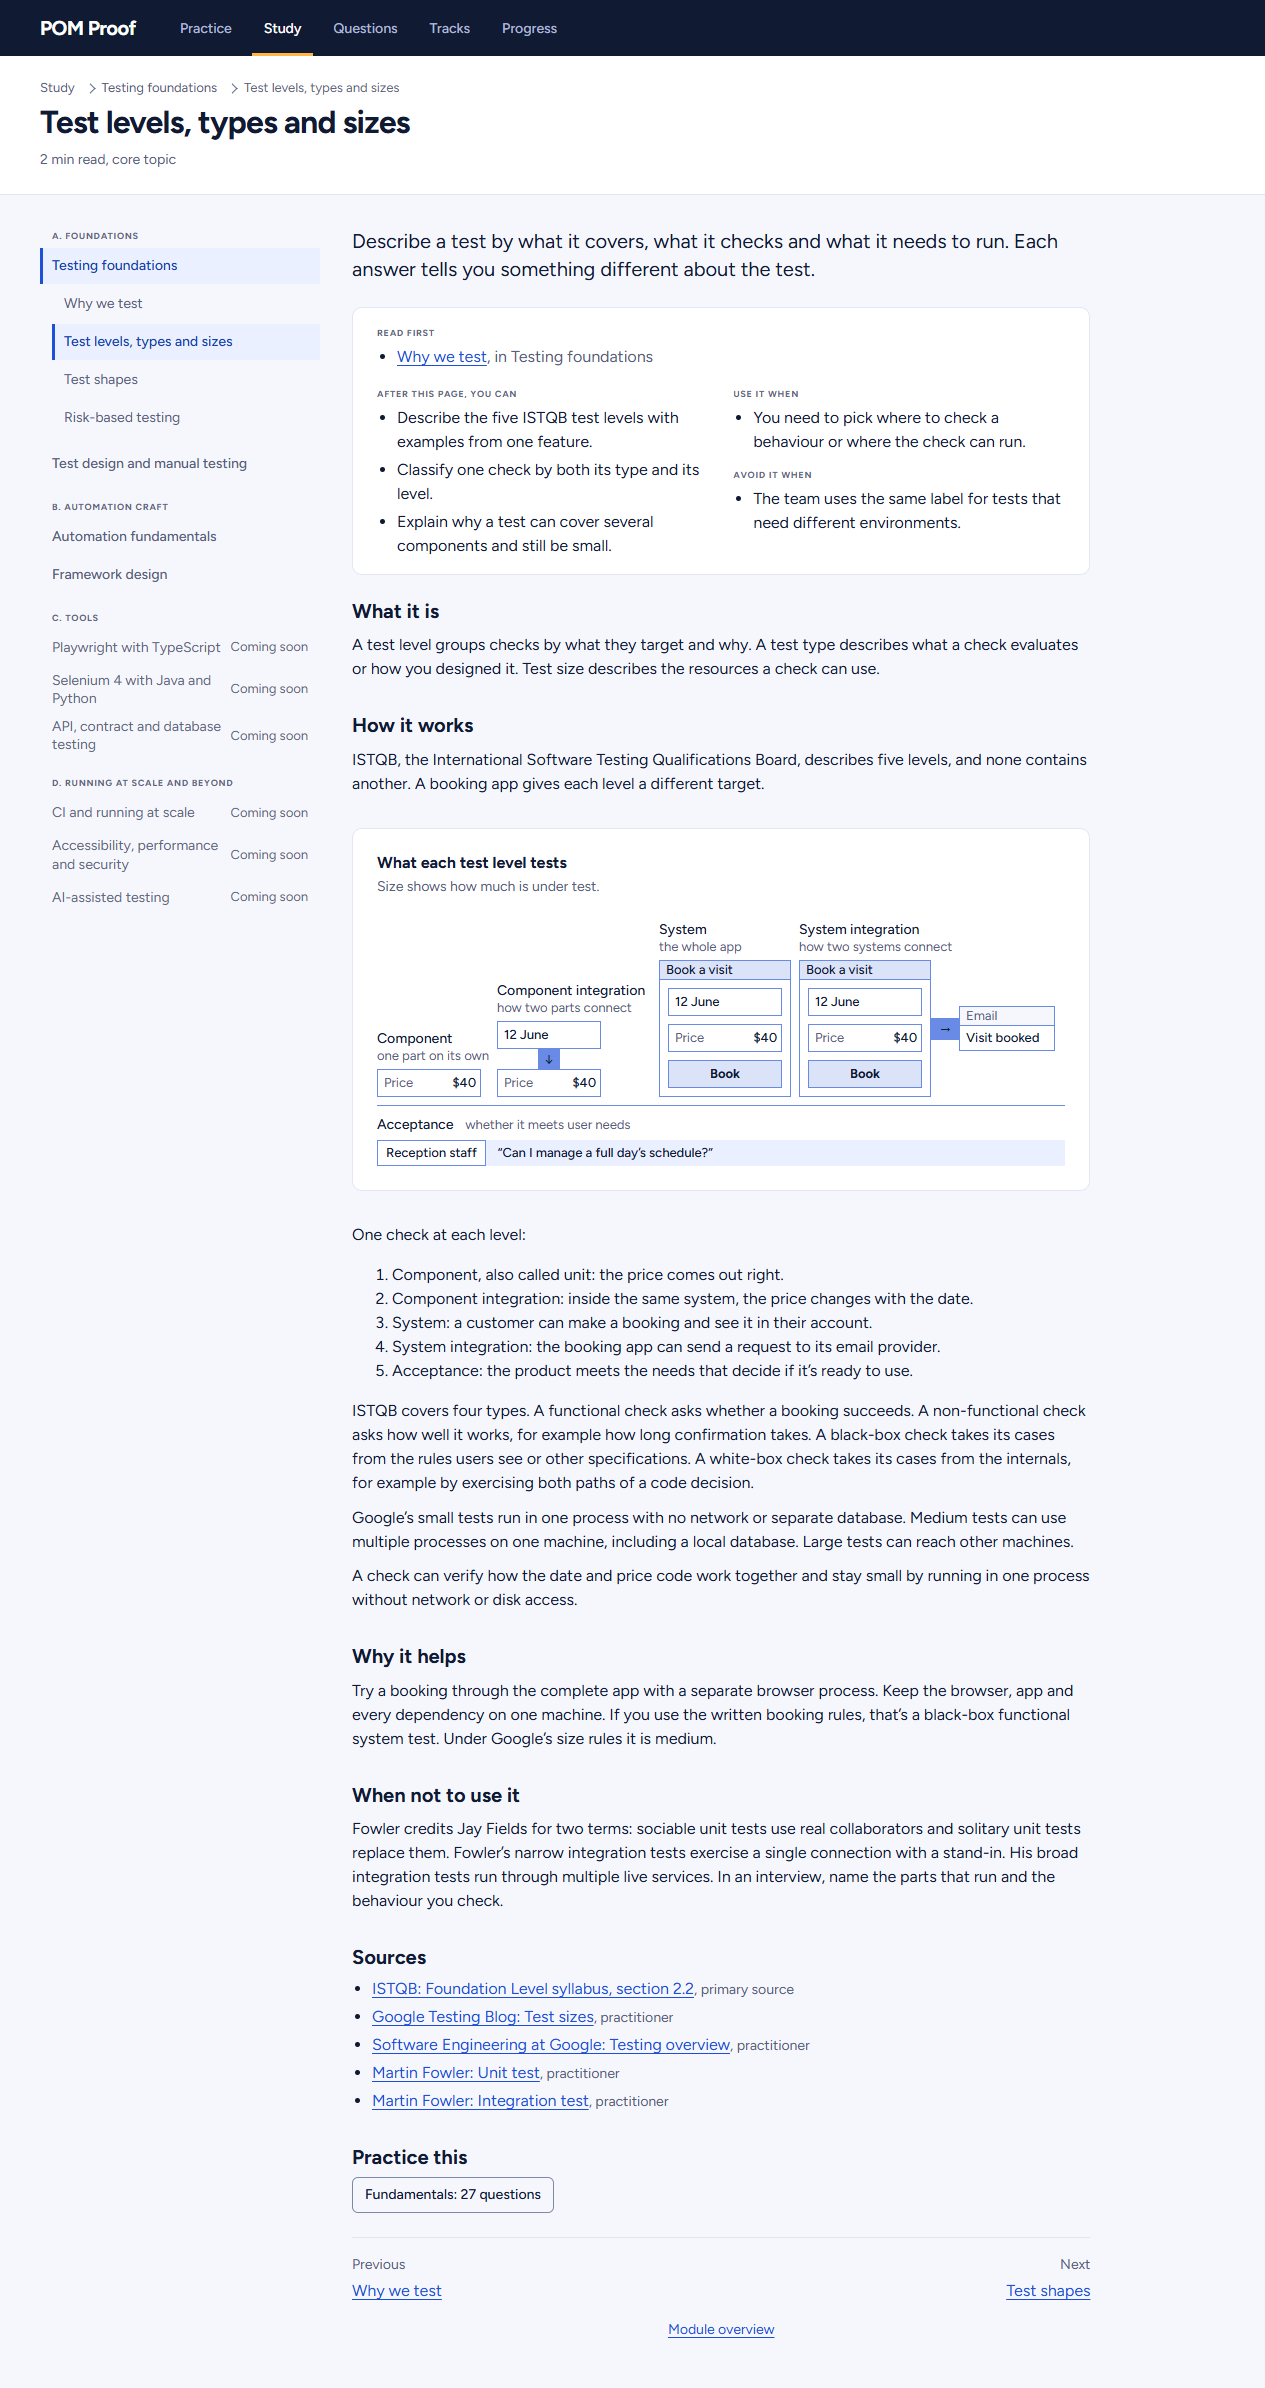 POM Proof
Practice
Study
Questions
Tracks
Progress
Study
Testing foundations
Test levels, types and sizes
Test levels, types and sizes
2 min read, core topic
A. FOUNDATIONS
Testing foundations
Why we test
Test levels, types and sizes
Test shapes
Risk-based testing
Test design and manual testing
B. AUTOMATION CRAFT
Automation fundamentals
Framework design
C. TOOLS
Playwright with TypeScript
Coming soon
Selenium 4 with Java and
Python
Coming soon
API, contract and database
testing
Coming soon
D. RUNNING AT SCALE AND BEYOND
CI and running at scale
Coming soon
Accessibility, performance
and security
Coming soon
AI-assisted testing
Coming soon
Describe a test by what it covers, what it checks and what it needs to run. Each
answer tells you something different about the test.
READ FIRST
Why we test, in Testing foundations
AFTER THIS PAGE, YOU CAN
Describe the five ISTQB test levels with
examples from one feature.
Classify one check by both its type and its
level.
Explain why a test can cover several
components and still be small.
USE IT WHEN
You need to pick where to check a
behaviour or where the check can run.
AVOID IT WHEN
The team uses the same label for tests that
need different environments.
What it is
A test level groups checks by what they target and why. A test type describes what a check evaluates
or how you designed it. Test size describes the resources a check can use.
How it works
ISTQB, the International Software Testing Qualifications Board, describes five levels, and none contains
another. A booking app gives each level a different target.
What each test level tests
Size shows how much is under test.
Component
one part on its own
Price $40
Component integration
how two parts connect
12 June
↓
Price $40
System
the whole app
Book a visit
12 June
Price $40
Book
System integration
how two systems connect
Book a visit
12 June
Price $40
Book
→
Email
Visit booked
Acceptance whether it meets user needs
Reception staff “Can I manage a full day’s schedule?”
One check at each level:
1. Component, also called unit: the price comes out right.
2. Component integration: inside the same system, the price changes with the date.
3. System: a customer can make a booking and see it in their account.
4. System integration: the booking app can send a request to its email provider.
5. Acceptance: the product meets the needs that decide if it’s ready to use.
ISTQB covers four types. A functional check asks whether a booking succeeds. A non-functional check
asks how well it works, for example how long confirmation takes. A black-box check takes its cases
from the rules users see or other specifications. A white-box check takes its cases from the internals,
for example by exercising both paths of a code decision.
Google’s small tests run in one process with no network or separate database. Medium tests can use
multiple processes on one machine, including a local database. Large tests can reach other machines.
A check can verify how the date and price code work together and stay small by running in one process
without network or disk access.
Why it helps
Try a booking through the complete app with a separate browser process. Keep the browser, app and
every dependency on one machine. If you use the written booking rules, that’s a black-box functional
system test. Under Google’s size rules it is medium.
When not to use it
Fowler credits Jay Fields for two terms: sociable unit tests use real collaborators and solitary unit tests
replace them. Fowler’s narrow integration tests exercise a single connection with a stand-in. His broad
integration tests run through multiple live services. In an interview, name the parts that run and the
behaviour you check.
Sources
ISTQB: Foundation Level syllabus, section 2.2, primary source
Google Testing Blog: Test sizes, practitioner
Software Engineering at Google: Testing overview, practitioner
Martin Fowler: Unit test, practitioner
Martin Fowler: Integration test, practitioner
Practice this
Fundamentals: 27 questions
Previous
Why we test
Next
Test shapes
Module overview